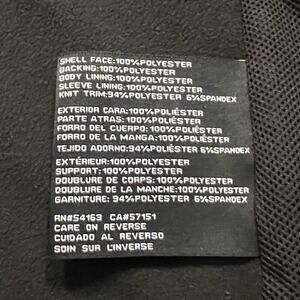 SHELL FACE:100%POLYESTER
BACKING:100%POLYESTER
BODY LINING:100%POLYESTER
SLEEVE LINING:100%POLYESTER
KNIT TRIM:94%POLYESTER 6%SPANDEX
EXTERIOR CARA:100%POLIÉSTER
PARTE ATRAS:100%POLIÉSTER
FORRO DEL CUERPO:100%POLIÉSTER
FORRO DE LA MANGA:100%POLIÉSTER
TEJIDO ADORNO:94%POLIÉSTER 6%SPANDEX
EXTÉRIEUR:100%POLYESTER
SUPPORT:100%POLYESTER
DOUBLURE DE CORPS:100%POLYESTER
DOUBLURE DE LA MANCHE:100%POLYESTER
GARNITURE: 94%POLYESTER 6%SPANDEX
RN#54163 CA#57151
CARE ON REVERSE
CUIDADO AL REVERSO
SOIN SUR L'INVERSE